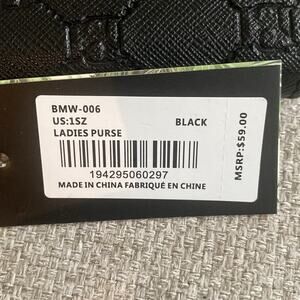 BMW-006
US:1SZ BLACK
LADIES PURSE
194295060297
MADE IN CHINA FABRIQUÉ EN CHINE
MSRP:$59.00